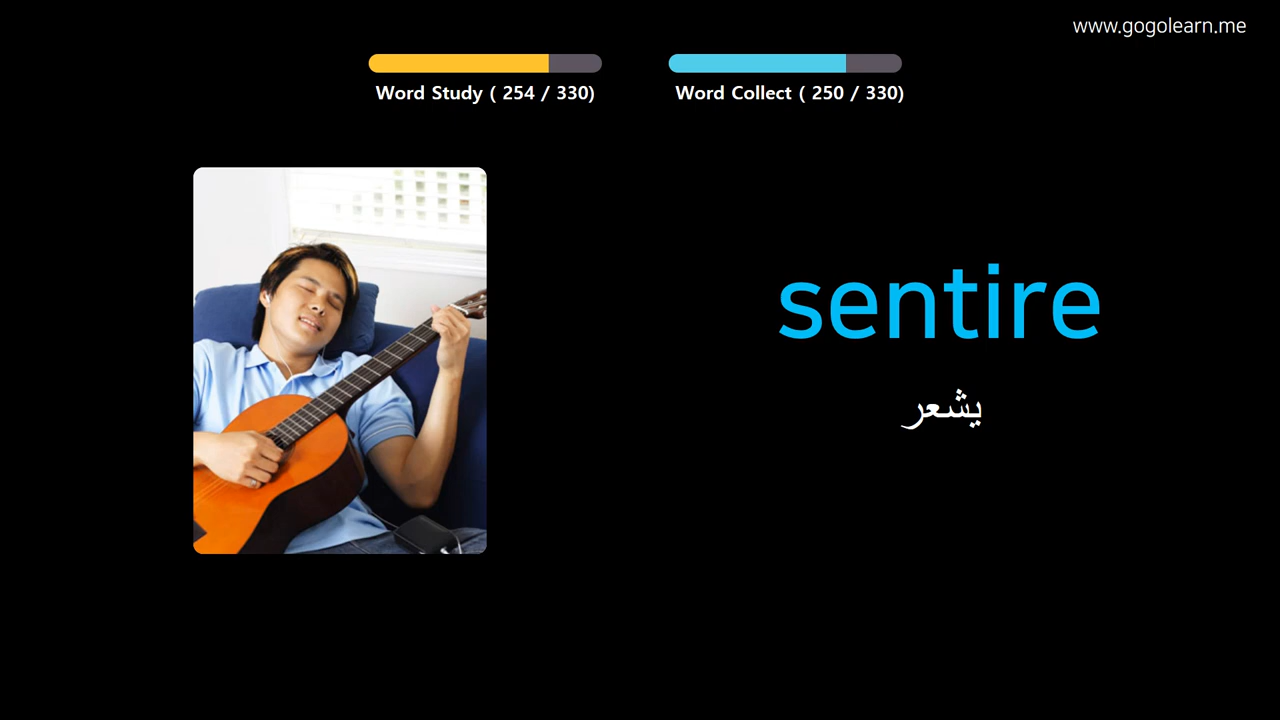 www.gogolearn.me
Word Study ( 254 / 330)
Word Collect ( 250 / 330)
sentire
يشعر